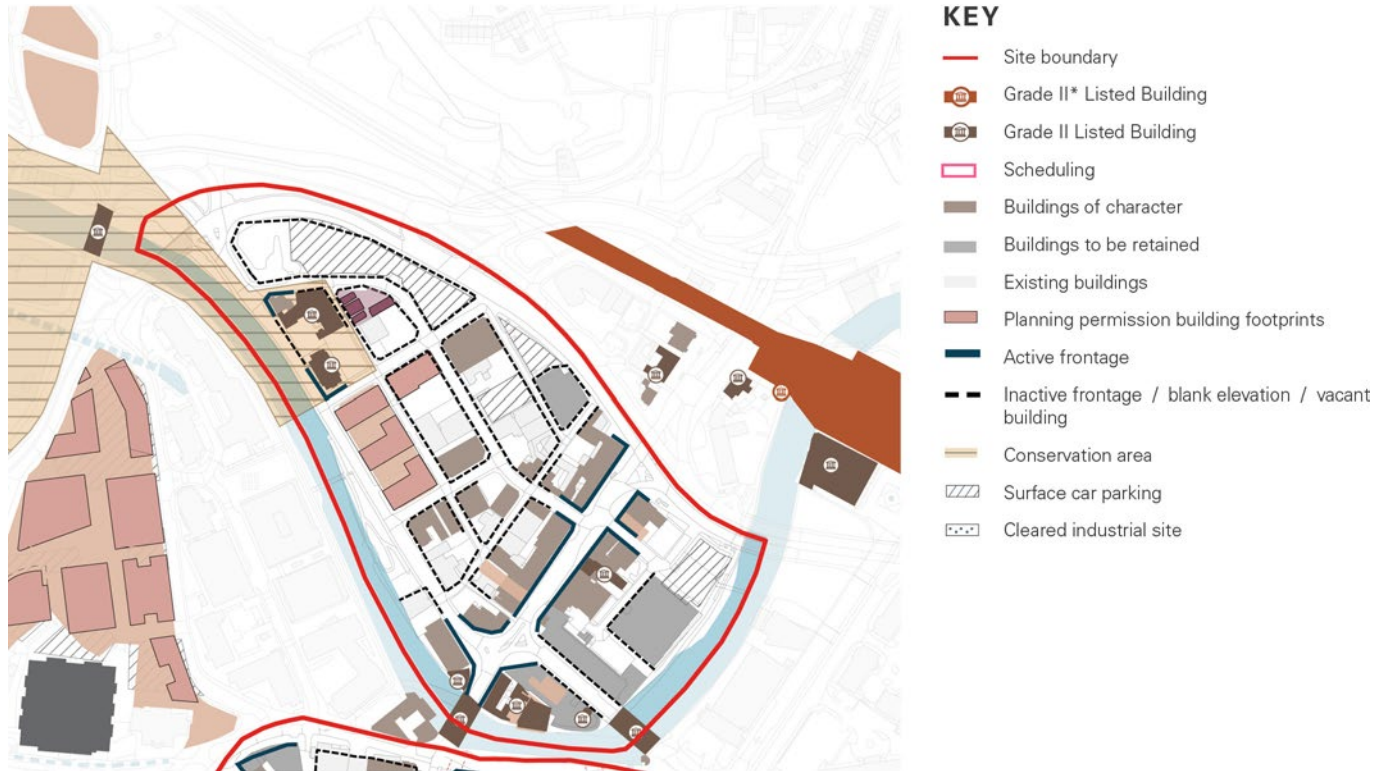 KEY
Site boundary
Grade II* Listed Building
Grade II Listed Building
Scheduling
Buildings of character
Buildings to be retained
Existing buildings
Planning permission building footprints
Active frontage
Inactive frontage / blank elevation / vacant
building
Conservation area
Surface car parking
Cleared industrial site